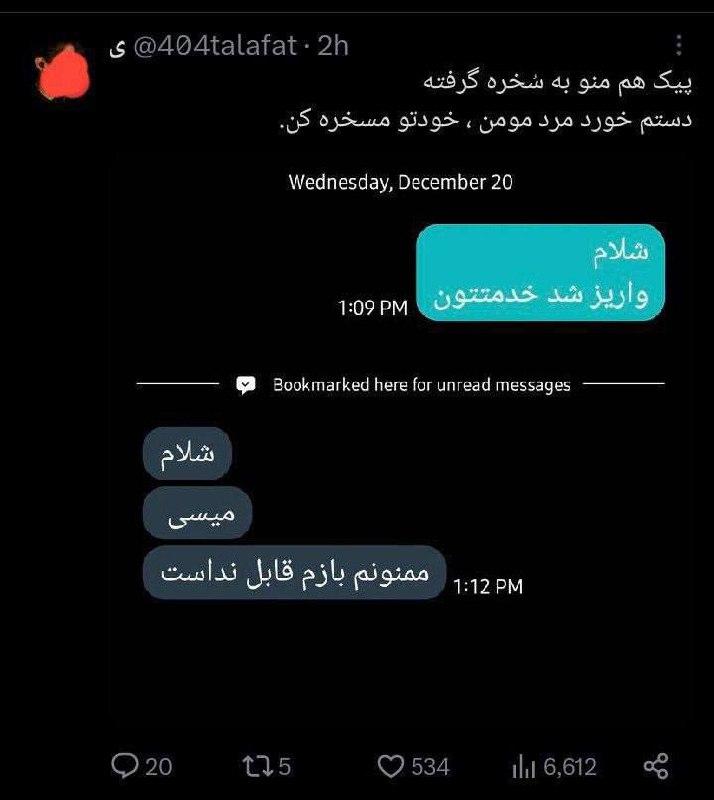 ی @404talafat · 2h
پیک هم منو به سُخره گرفته
دستم خورد مرد مومن ، خودتو مسخره کن.
Wednesday, December 20
شلام
واریز شد خدمتتون
1:09 PM
Bookmarked here for unread messages
شلام
میسی
ممنونم بازم قابل نداست
1:12 PM
20 5 534 6,612